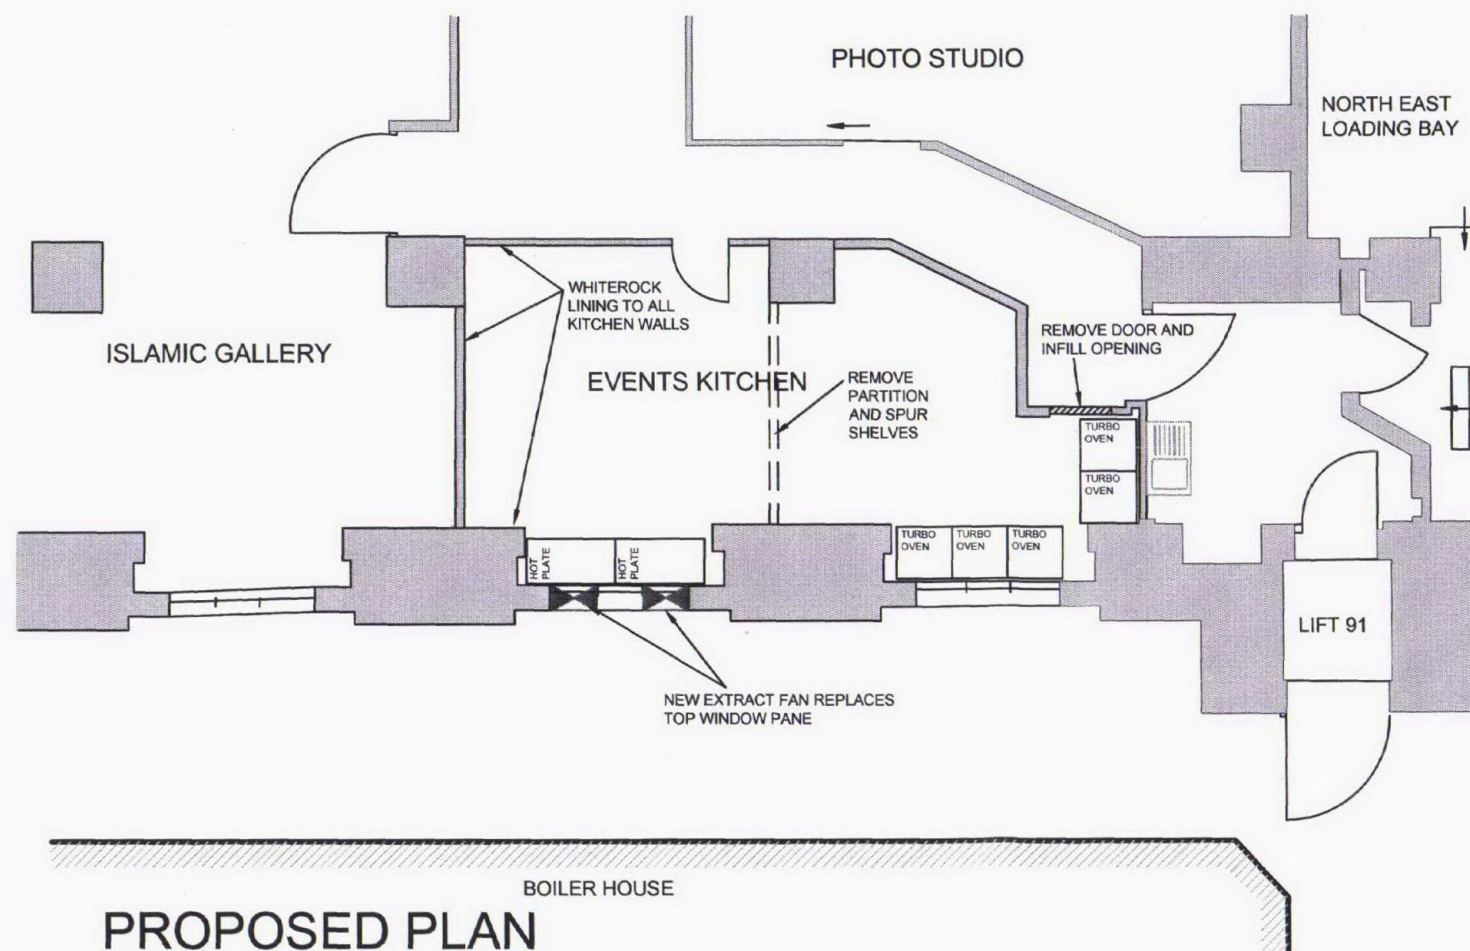 PHOTO STUDIO
NORTH EAST
LOADING BAY
WHITEROCK
LINING TO ALL
KITCHEN WALLS
REMOVE DOOR AND
INFILL OPENING
ISLAMIC GALLERY
EVENTS KITCHEN
REMOVE
PARTITION
AND SPUR
SHELVES
TURBO
OVEN
TURBO
OVEN
HOT
PLATE
HOT
PLATE
TURBO
OVEN
TURBO
OVEN
TURBO
OVEN
LIFT 91
NEW EXTRACT FAN REPLACES
TOP WINDOW PANE
BOILER HOUSE
PROPOSED PLAN